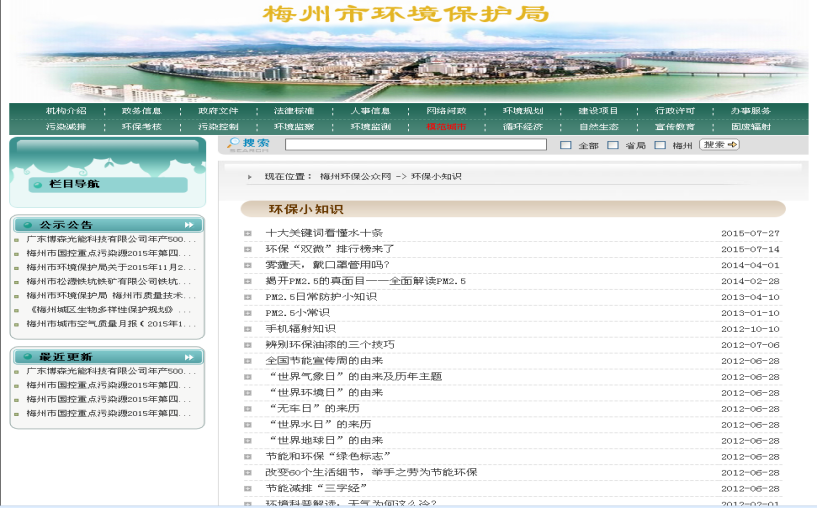 梅州市环境保护局
机构介绍 政务信息 政府文件 法律标准 人事信息 网络问政 环境规划 建设项目 行政许可 办事服务
污染减排 环保考核 污染控制 环境监察 环境监测 模范城市 循环经济 自然生态 宣传教育 固废辐射
搜索 全部 省局 梅州 搜索
栏目导航
现在位置: 梅州环保公众网 -> 环保小知识
环保小知识
公示公告
广东博森光能科技有限公司年产500...
梅州市国控重点污染源2015年第四...
梅州市环境保护局关于2015年11月2...
梅州市松源铁坑铁矿有限公司铁坑...
梅州市环境保护局 梅州市质量技术...
《梅州城区生物多样性保护规划》...
梅州市城市空气质量月报（2015年1...
最近更新
广东博森光能科技有限公司年产500...
梅州市国控重点污染源2015年第四...
梅州市国控重点污染源2015年第四...
梅州市国控重点污染源2015年第四...
十大关键词看懂水十条 2015-07-27
环保“双微”排行榜来了 2015-07-14
雾霾天，戴口罩管用吗? 2014-04-01
揭开PM2.5的真面目——全面解读PM2.5 2014-02-28
PM2.5日常防护小知识 2013-04-10
PM2.5小常识 2013-01-10
手机辐射知识 2012-10-10
辨别环保油漆的三个技巧 2012-07-06
全国节能宣传周的由来 2012-06-28
“世界气象日”的由来及历年主题 2012-06-28
“世界环境日”的由来 2012-06-28
“无车日”的来历 2012-06-28
“世界水日”的来历 2012-06-28
“世界地球日”的由来 2012-06-28
节能和环保“绿色标志” 2012-06-28
改变60个生活细节，举手之劳为节能环保 2012-06-28
节能减排“三字经” 2012-06-28
环境科普解读：天气为何这么冷? 2012-02-01